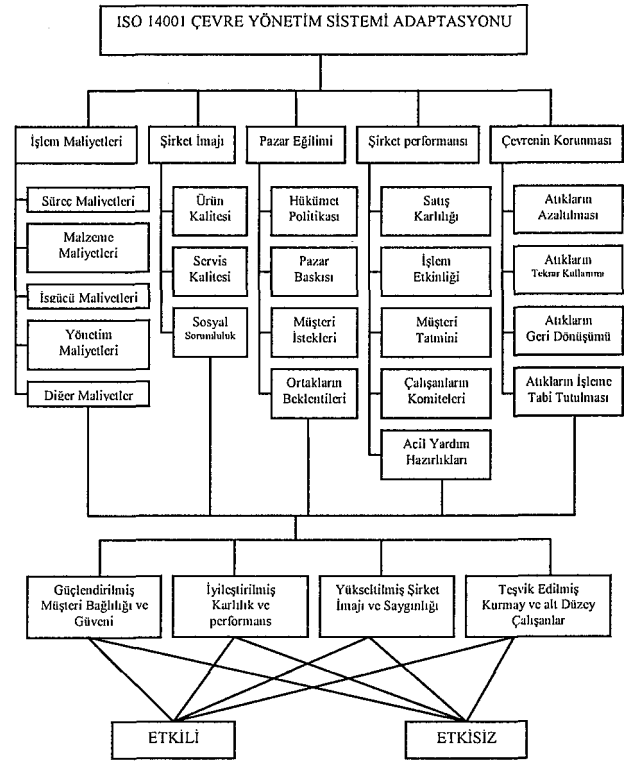 ISO 14001 ÇEVRE YÖNETİM SİSTEMİ ADAPTASYONU
İşlem Maliyetleri
Süreç Maliyetleri
Malzeme
Maliyetleri
İşgücü Maliyetleri
Yönetim
Maliyetleri
Diğer Maliyetler
Şirket İmajı
Ürün
Kalitesi
Servis
Kalitesi
Sosyal
Sorumluluk
Pazar Eğilimi
Hükümet
Politikası
Pazar
Baskısı
Müşteri
İstekleri
Ortakların
Beklentileri
Şirket performansı
Satış
Karlılığı
İşlem
Etkinliği
Müşteri
Tatmini
Çalışanların
Komiteleri
Acil Yardım
Hazırlıkları
Çevrenin Korunması
Atıkların
Azaltılması
Atıkların
Tekrar Kullanımı
Atıkların
Geri Dönüşümü
Atıkların İşleme
Tabi Tutulması
Güçlendirilmiş
Müşteri Bağlılığı ve
Güveni
İyileştirilmiş
Karlılık ve
performans
Yükseltilmiş Şirket
İmajı ve Saygınlığı
Teşvik Edilmiş
Kurmay ve alt Düzey
Çalışanlar
ETKİLİ
ETKİSİZ